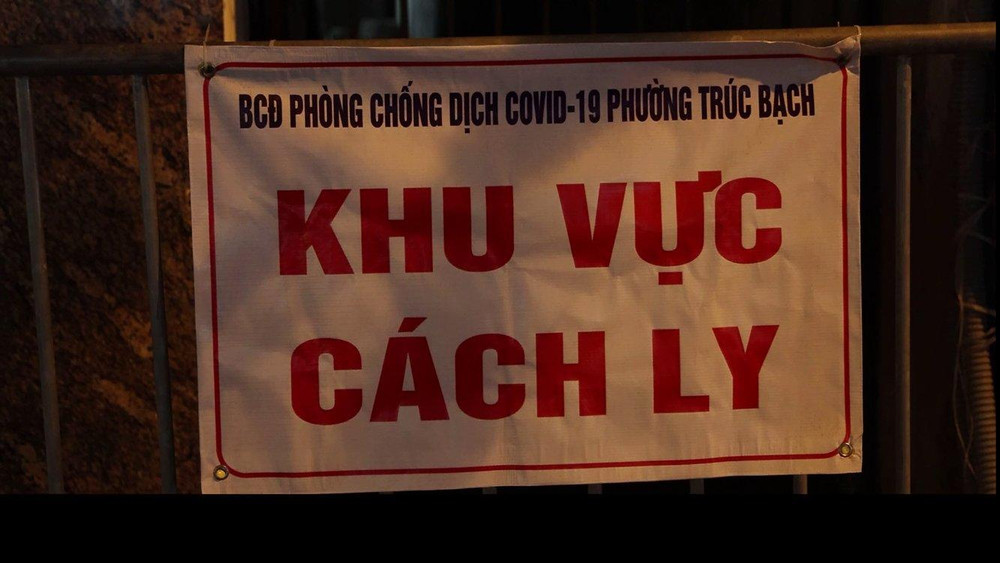 BCĐ PHÒNG CHỐNG DỊCH COVID-19 PHƯỜNG TRÚC BẠCH
KHU VỰC
CÁCH LY